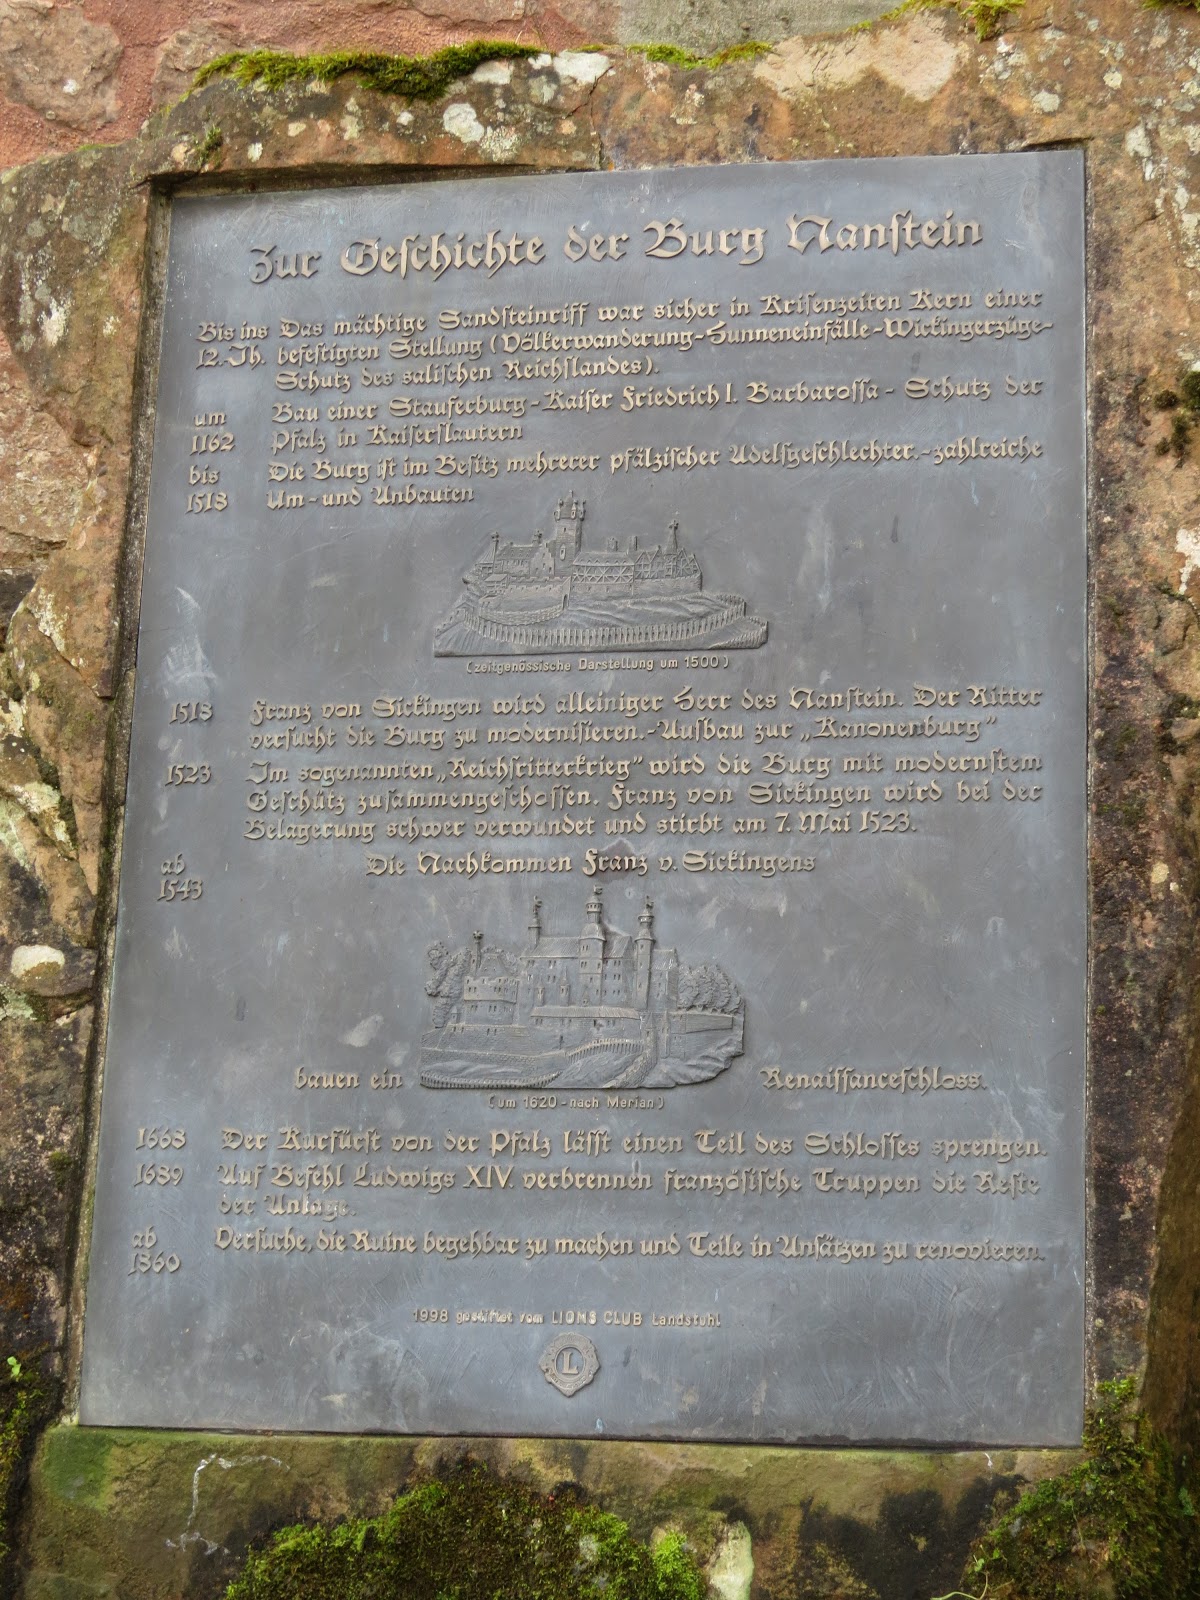 Zur Geschichte der Burg Nanstein
Bis ins Das mächtige Sandsteinriff war sicher in Krisenzeiten Kern einer
12.-Jh. befestigten Stellung (Völkerwanderung-Hunneneinfälle-Wickingerzüge-
Schutz des salischen Reichslandes).
um Bau einer Stauferburg-Kaiser Friedrich I. Barbarossa - Schutz der
1162 Pfalz in Kaiserslautern
bis Die Burg ist im Besitz mehrerer pfälzischer Adelsgeschlechter.-zahlreiche
1518 Um- und Anbauten
(zeitgenössische Darstellung um 1500)
1518 Franz von Sickingen wird alleiniger Herr des Nanstein. Der Ritter
versucht die Burg zu modernisieren.-Ausbau zur „Kanonenburg"
1523 Im sogenannten „Reichsritterkrieg" wird die Burg mit modernstem
Geschütz zusammengeschossen. Franz von Sickingen wird bei der
Belagerung schwer verwundet und stirbt am 7. Mai 1523.
ab Die Nachkommen Franz v. Sickingens
1543
bauen ein Renaissanceschloss.
(um 1620 - nach Merian)
1668 Der Kurfürst von der Pfalz lässt einen Teil des Schlosses sprengen.
1689 Auf Befehl Ludwigs XIV. verbrennen französische Truppen die Reste
der Anlage.
ab Versuche, die Ruine begehbar zu machen und Teile in Ansätzen zu renovieren.
1860
1998 gestiftet vom LIONS CLUB Landstuhl
L